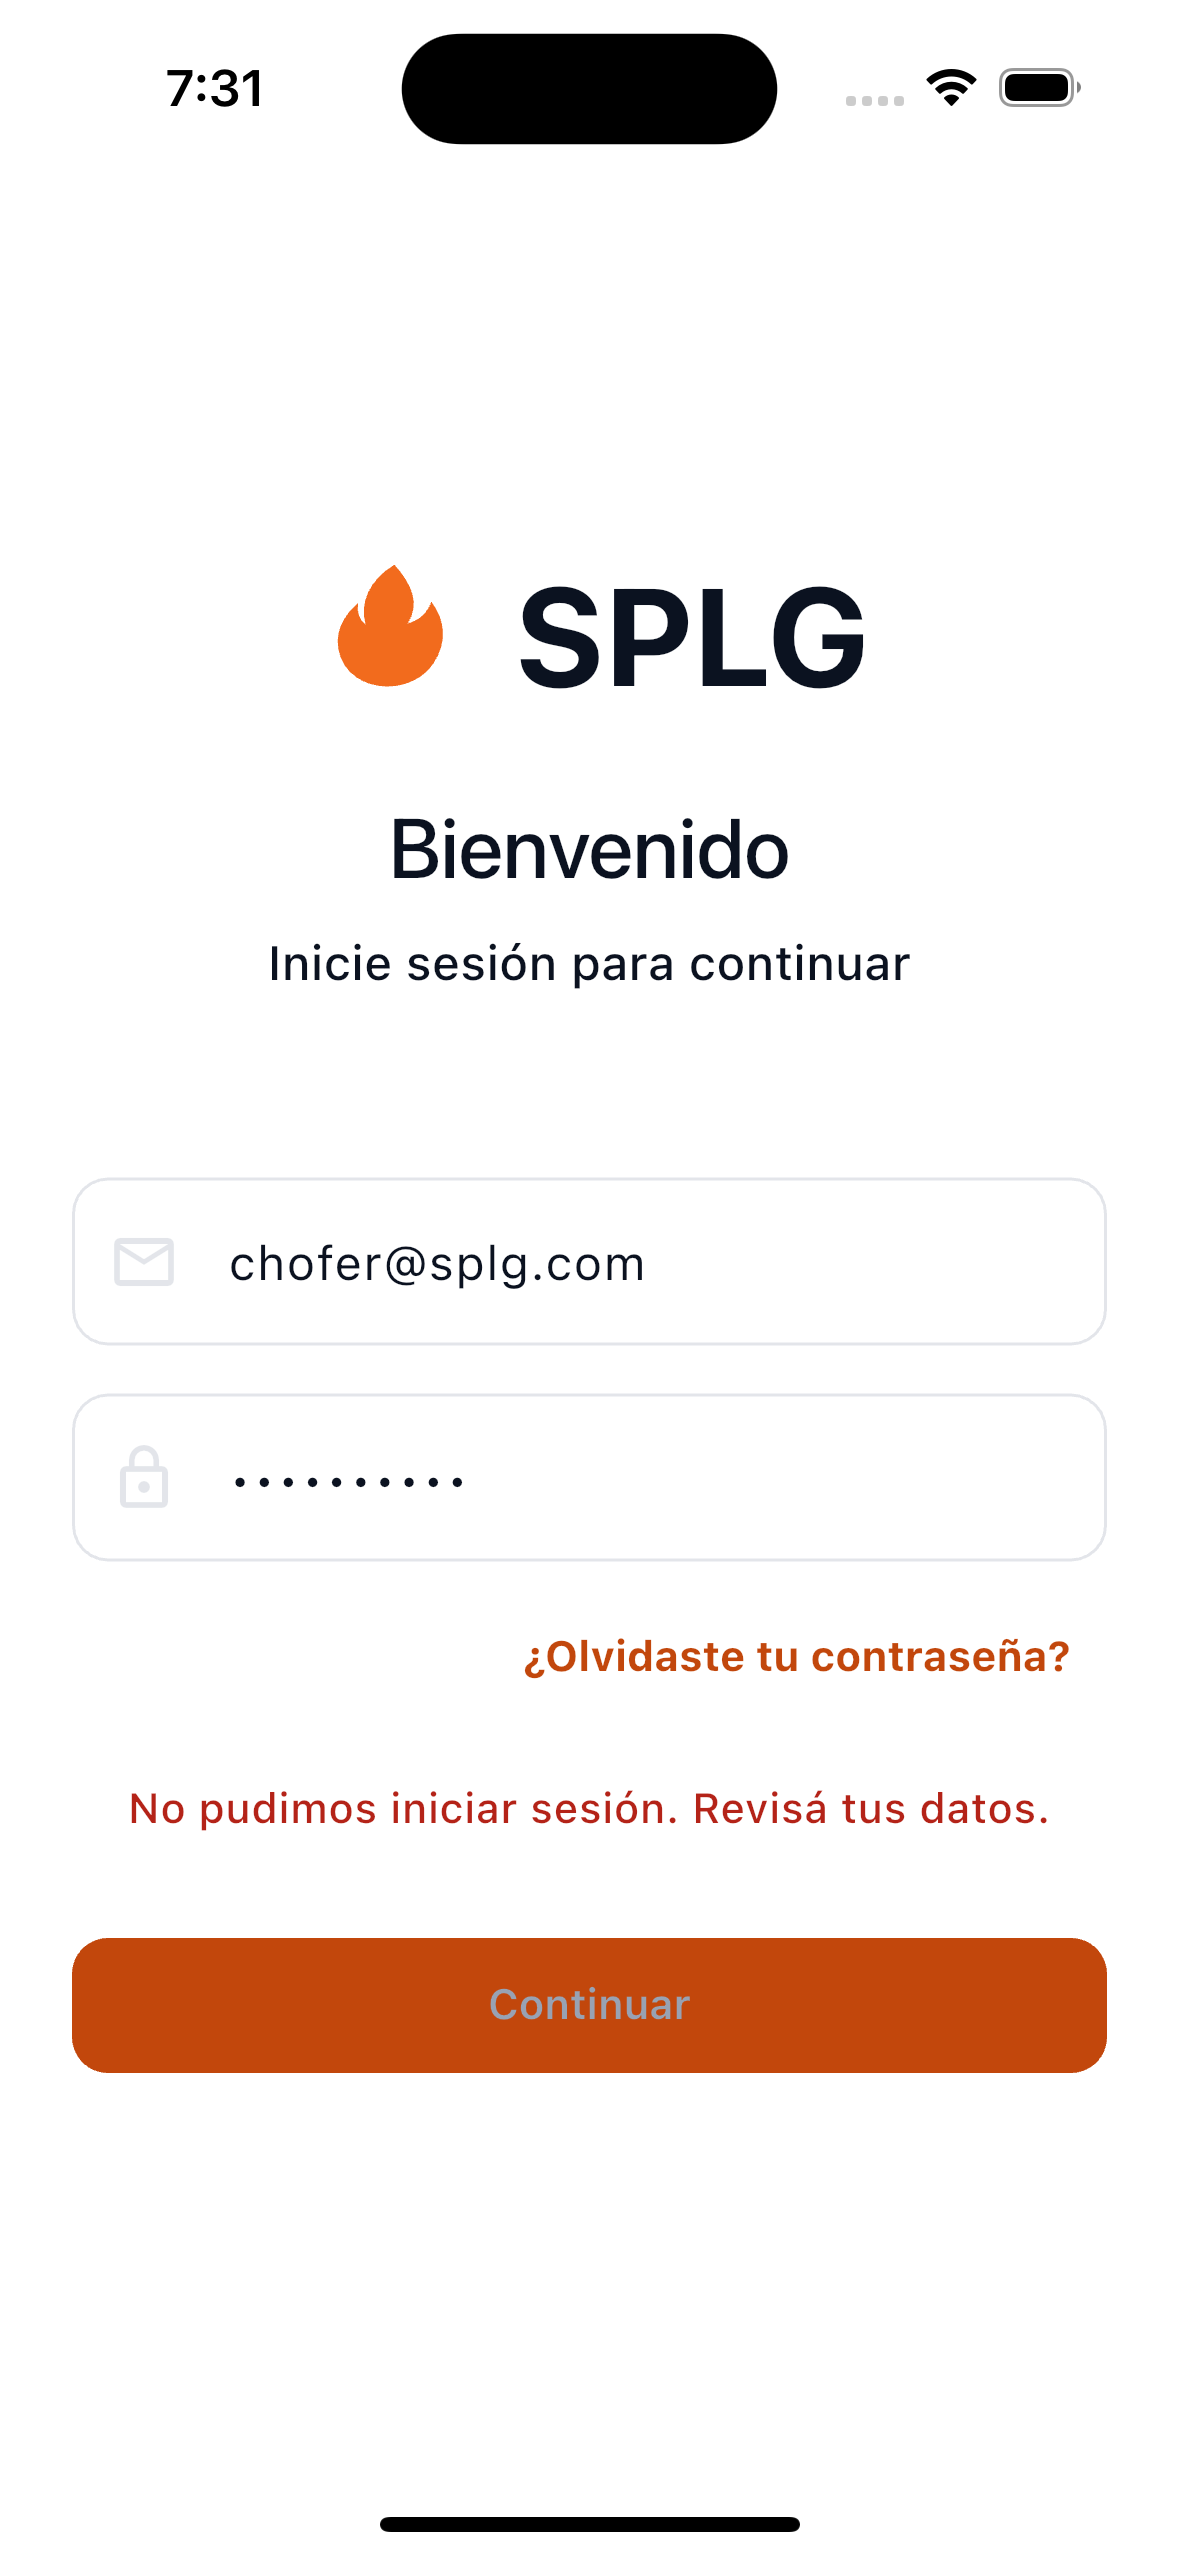 7:31
SPLG
Bienvenido
Inicie sesión para continuar
chofer@splg.com
••••••••••
¿Olvidaste tu contraseña?
No pudimos iniciar sesión. Revisá tus datos.
Continuar